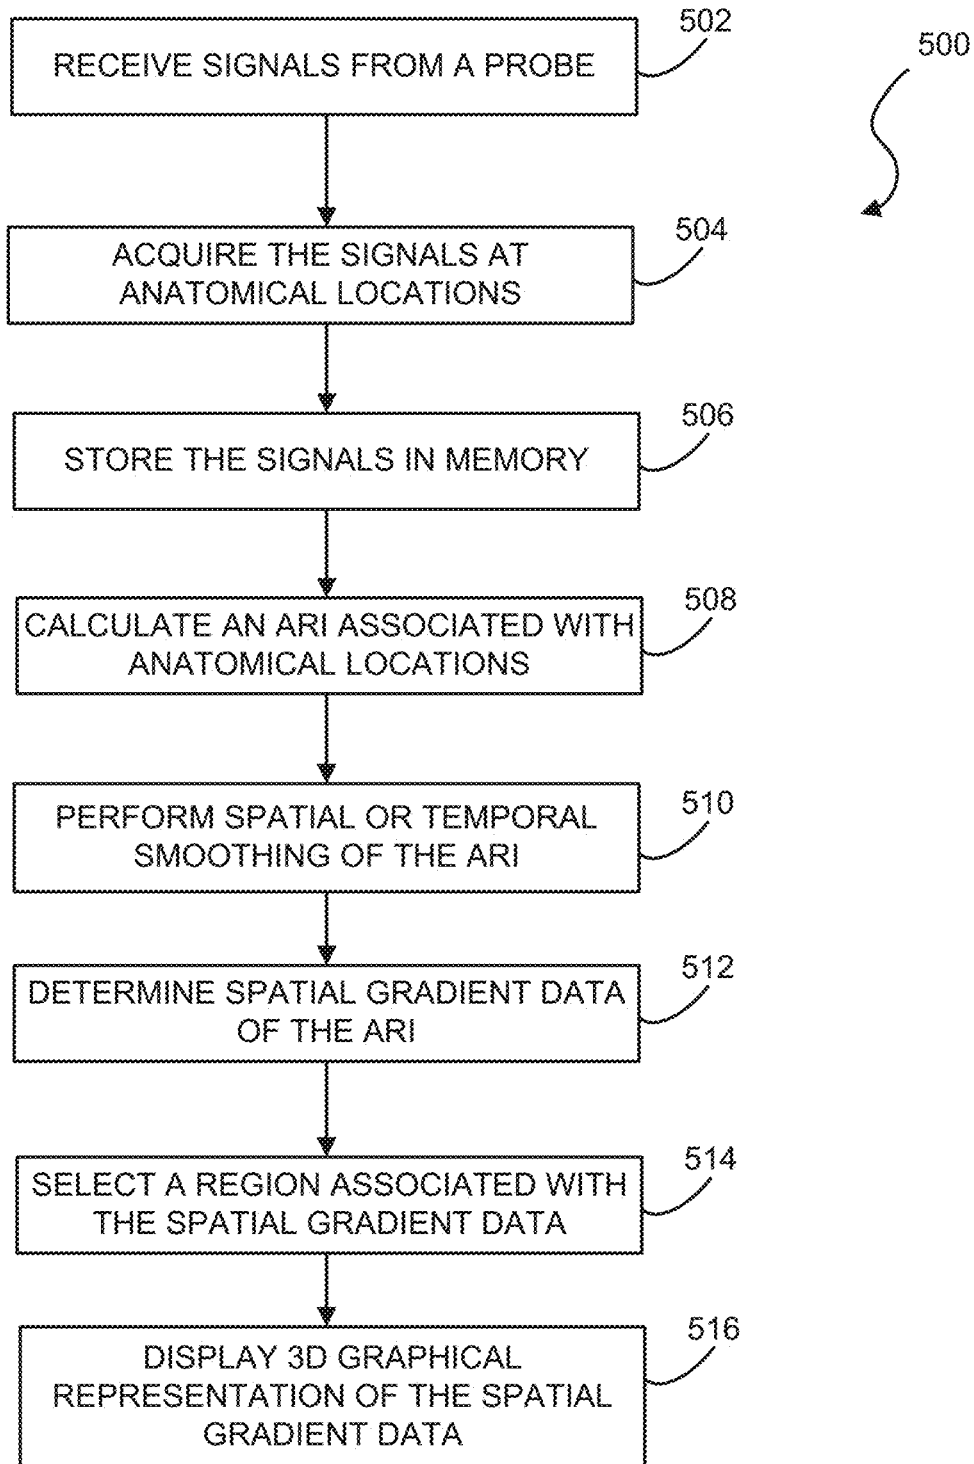 502
500
RECEIVE SIGNALS FROM A PROBE
504
ACQUIRE THE SIGNALS AT
ANATOMICAL LOCATIONS
506
STORE THE SIGNALS IN MEMORY
508
CALCULATE AN ARI ASSOCIATED WITH
ANATOMICAL LOCATIONS
510
PERFORM SPATIAL OR TEMPORAL
SMOOTHING OF THE ARI
512
DETERMINE SPATIAL GRADIENT DATA
OF THE ARI
514
SELECT A REGION ASSOCIATED WITH
THE SPATIAL GRADIENT DATA
516
DISPLAY 3D GRAPHICAL
REPRESENTATION OF THE SPATIAL
GRADIENT DATA